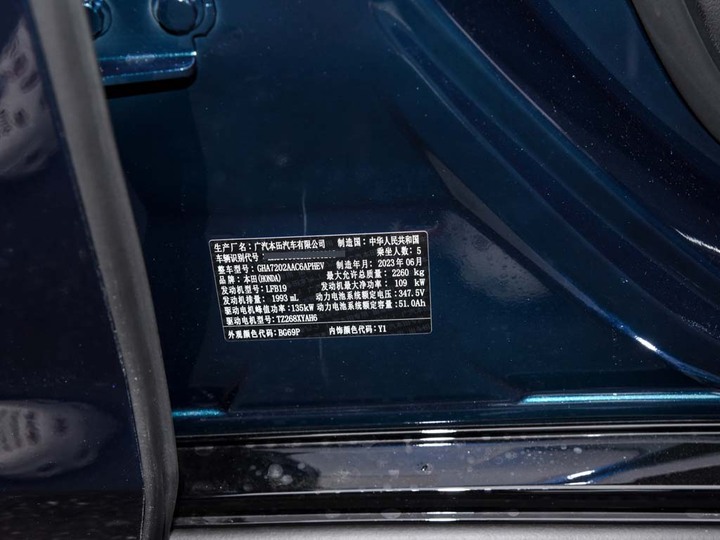 生产厂名：广汽本田汽车有限公司 制造国：中华人民共和国
车辆识别代号： 乘坐人数：5
整车型号：GHA7202AAC6APHEV 制造年月：2023年06月
品牌：本田(HONDA) 最大允许总质量：2260 kg
发动机型号：LFB19 发动机最大净功率：109 kW
发动机排量：1993 mL 动力电池系统额定电压：347.5V
驱动电机峰值功率：135kW 动力电池系统额定容量：51.0Ah
驱动电机型号：TZ268XYAH6
外观颜色代码：BG69P 内饰颜色代码：Y1